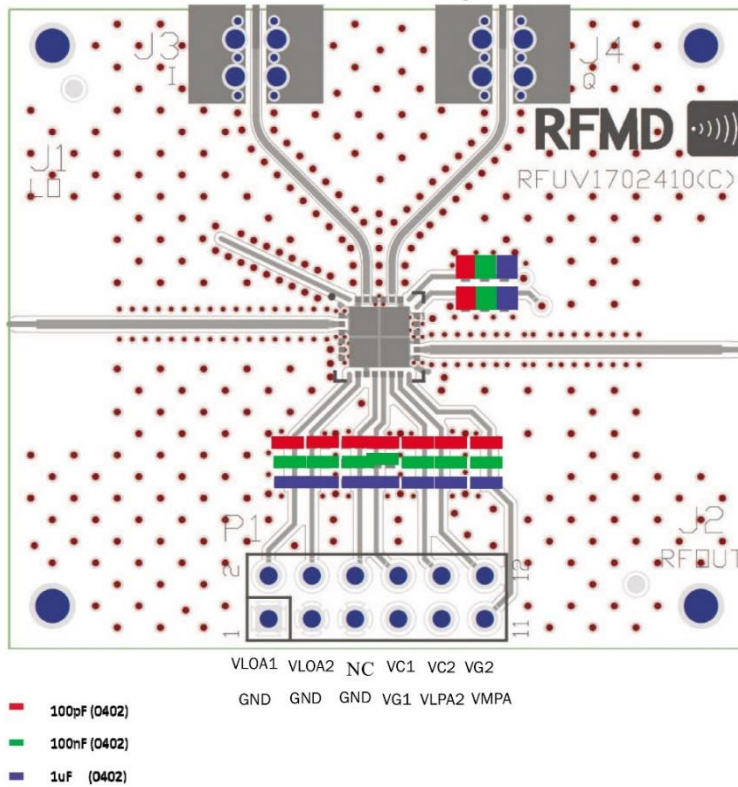 J3
I
J4
Q
RFMD
J1
LO
RFUV1702410(C)
P1
J2
RFOUT
2
12
1
11
VLOA1 VLOA2 NC VC1 VC2 VG2
GND GND GND VG1 VLPA2 VMPA
100pF (0402)
100nF (0402)
1uF (0402)